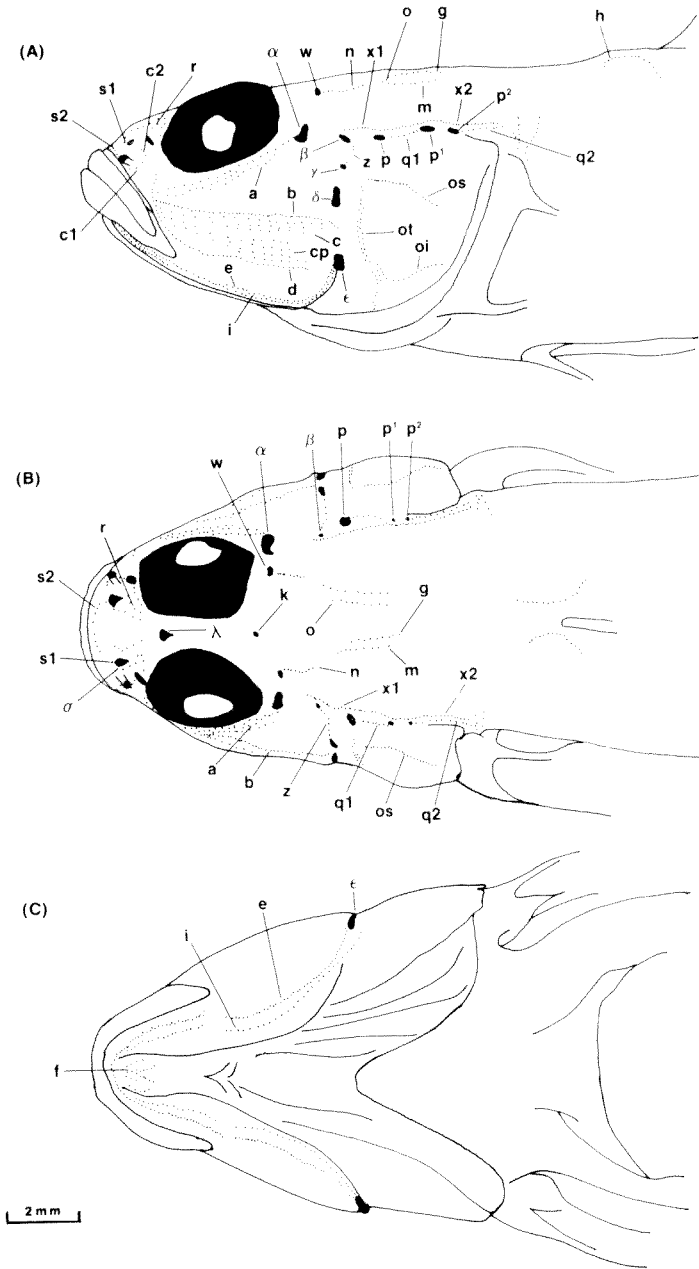 (A)
h
o g
α w n x1
c2 r
s1
s2
m
x2
p²
β z p q1 p¹
q2
γ
a
δ
os
b
c
ot
c1
cp
oi
e
d
ε
i
(B)
β p p¹ p²
w α
r
s2
k
g
λ
o
s1
m
n
σ
x1
x2
a
b
z
q1
os
q2
(C)
ε
e
i
f
2 mm